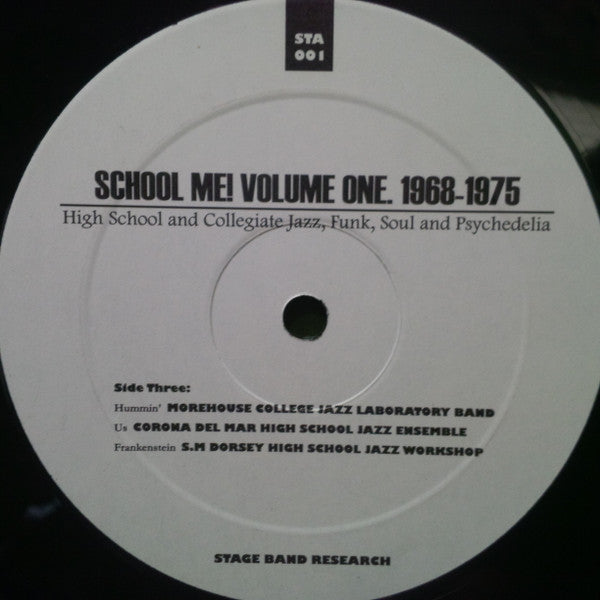 STA
001
SCHOOL ME! VOLUME ONE. 1968-1975
High School and Collegiate Jazz, Funk, Soul and Psychedelia
Side Three:
Hummin' MOREHOUSE COLLEGE JAZZ LABORATORY BAND
Us CORONA DEL MAR HIGH SCHOOL JAZZ ENSEMBLE
Frankenstein S.M DORSEY HIGH SCHOOL JAZZ WORKSHOP
STAGE BAND RESEARCH